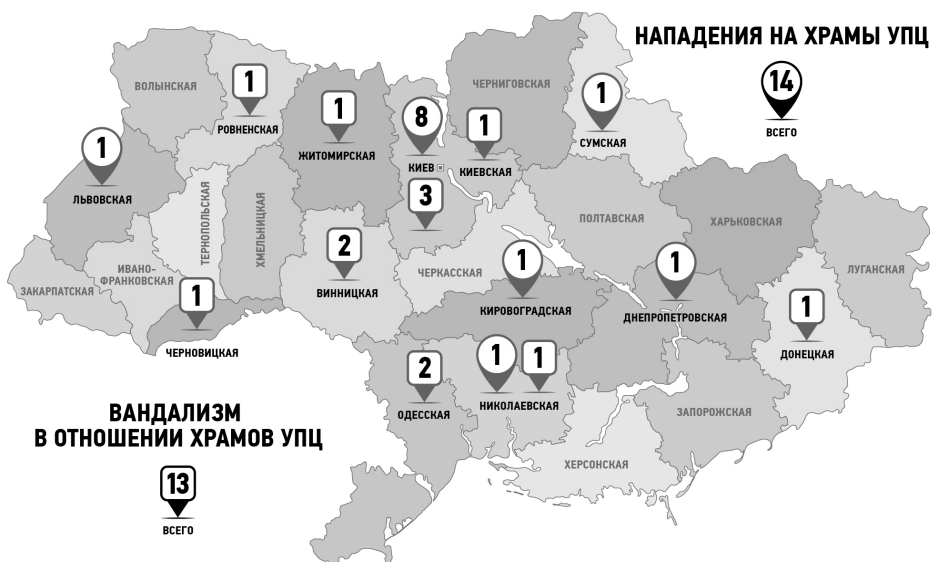 НАПАДЕНИЯ НА ХРАМЫ УПЦ
14
ВСЕГО
ВОЛЫНСКАЯ
1
РОВНЕНСКАЯ
1
ЖИТОМИРСКАЯ
8
КИЕВ
3
ЧЕРНИГОВСКАЯ
1
КИЕВСКАЯ
1
СУМСКАЯ
1
ЛЬВОВСКАЯ
ТЕРНОПОЛЬСКАЯ
ХМЕЛЬНИЦКАЯ
2
ВИННИЦКАЯ
ЧЕРКАССКАЯ
ПОЛТАВСКАЯ
ХАРЬКОВСКАЯ
ЛУГАНСКАЯ
ЗАКАРПАТСКАЯ
ИВАНО-
ФРАНКОВСКАЯ
1
ЧЕРНОВИЦКАЯ
1
КИРОВОГРАДСКАЯ
1
ДНЕПРОПЕТРОВСКАЯ
1
ДОНЕЦКАЯ
2
ОДЕССКАЯ
1
1
НИКОЛАЕВСКАЯ
ЗАПОРОЖСКАЯ
ХЕРСОНСКАЯ
ВАНДАЛИЗМ
В ОТНОШЕНИИ ХРАМОВ УПЦ
13
ВСЕГО